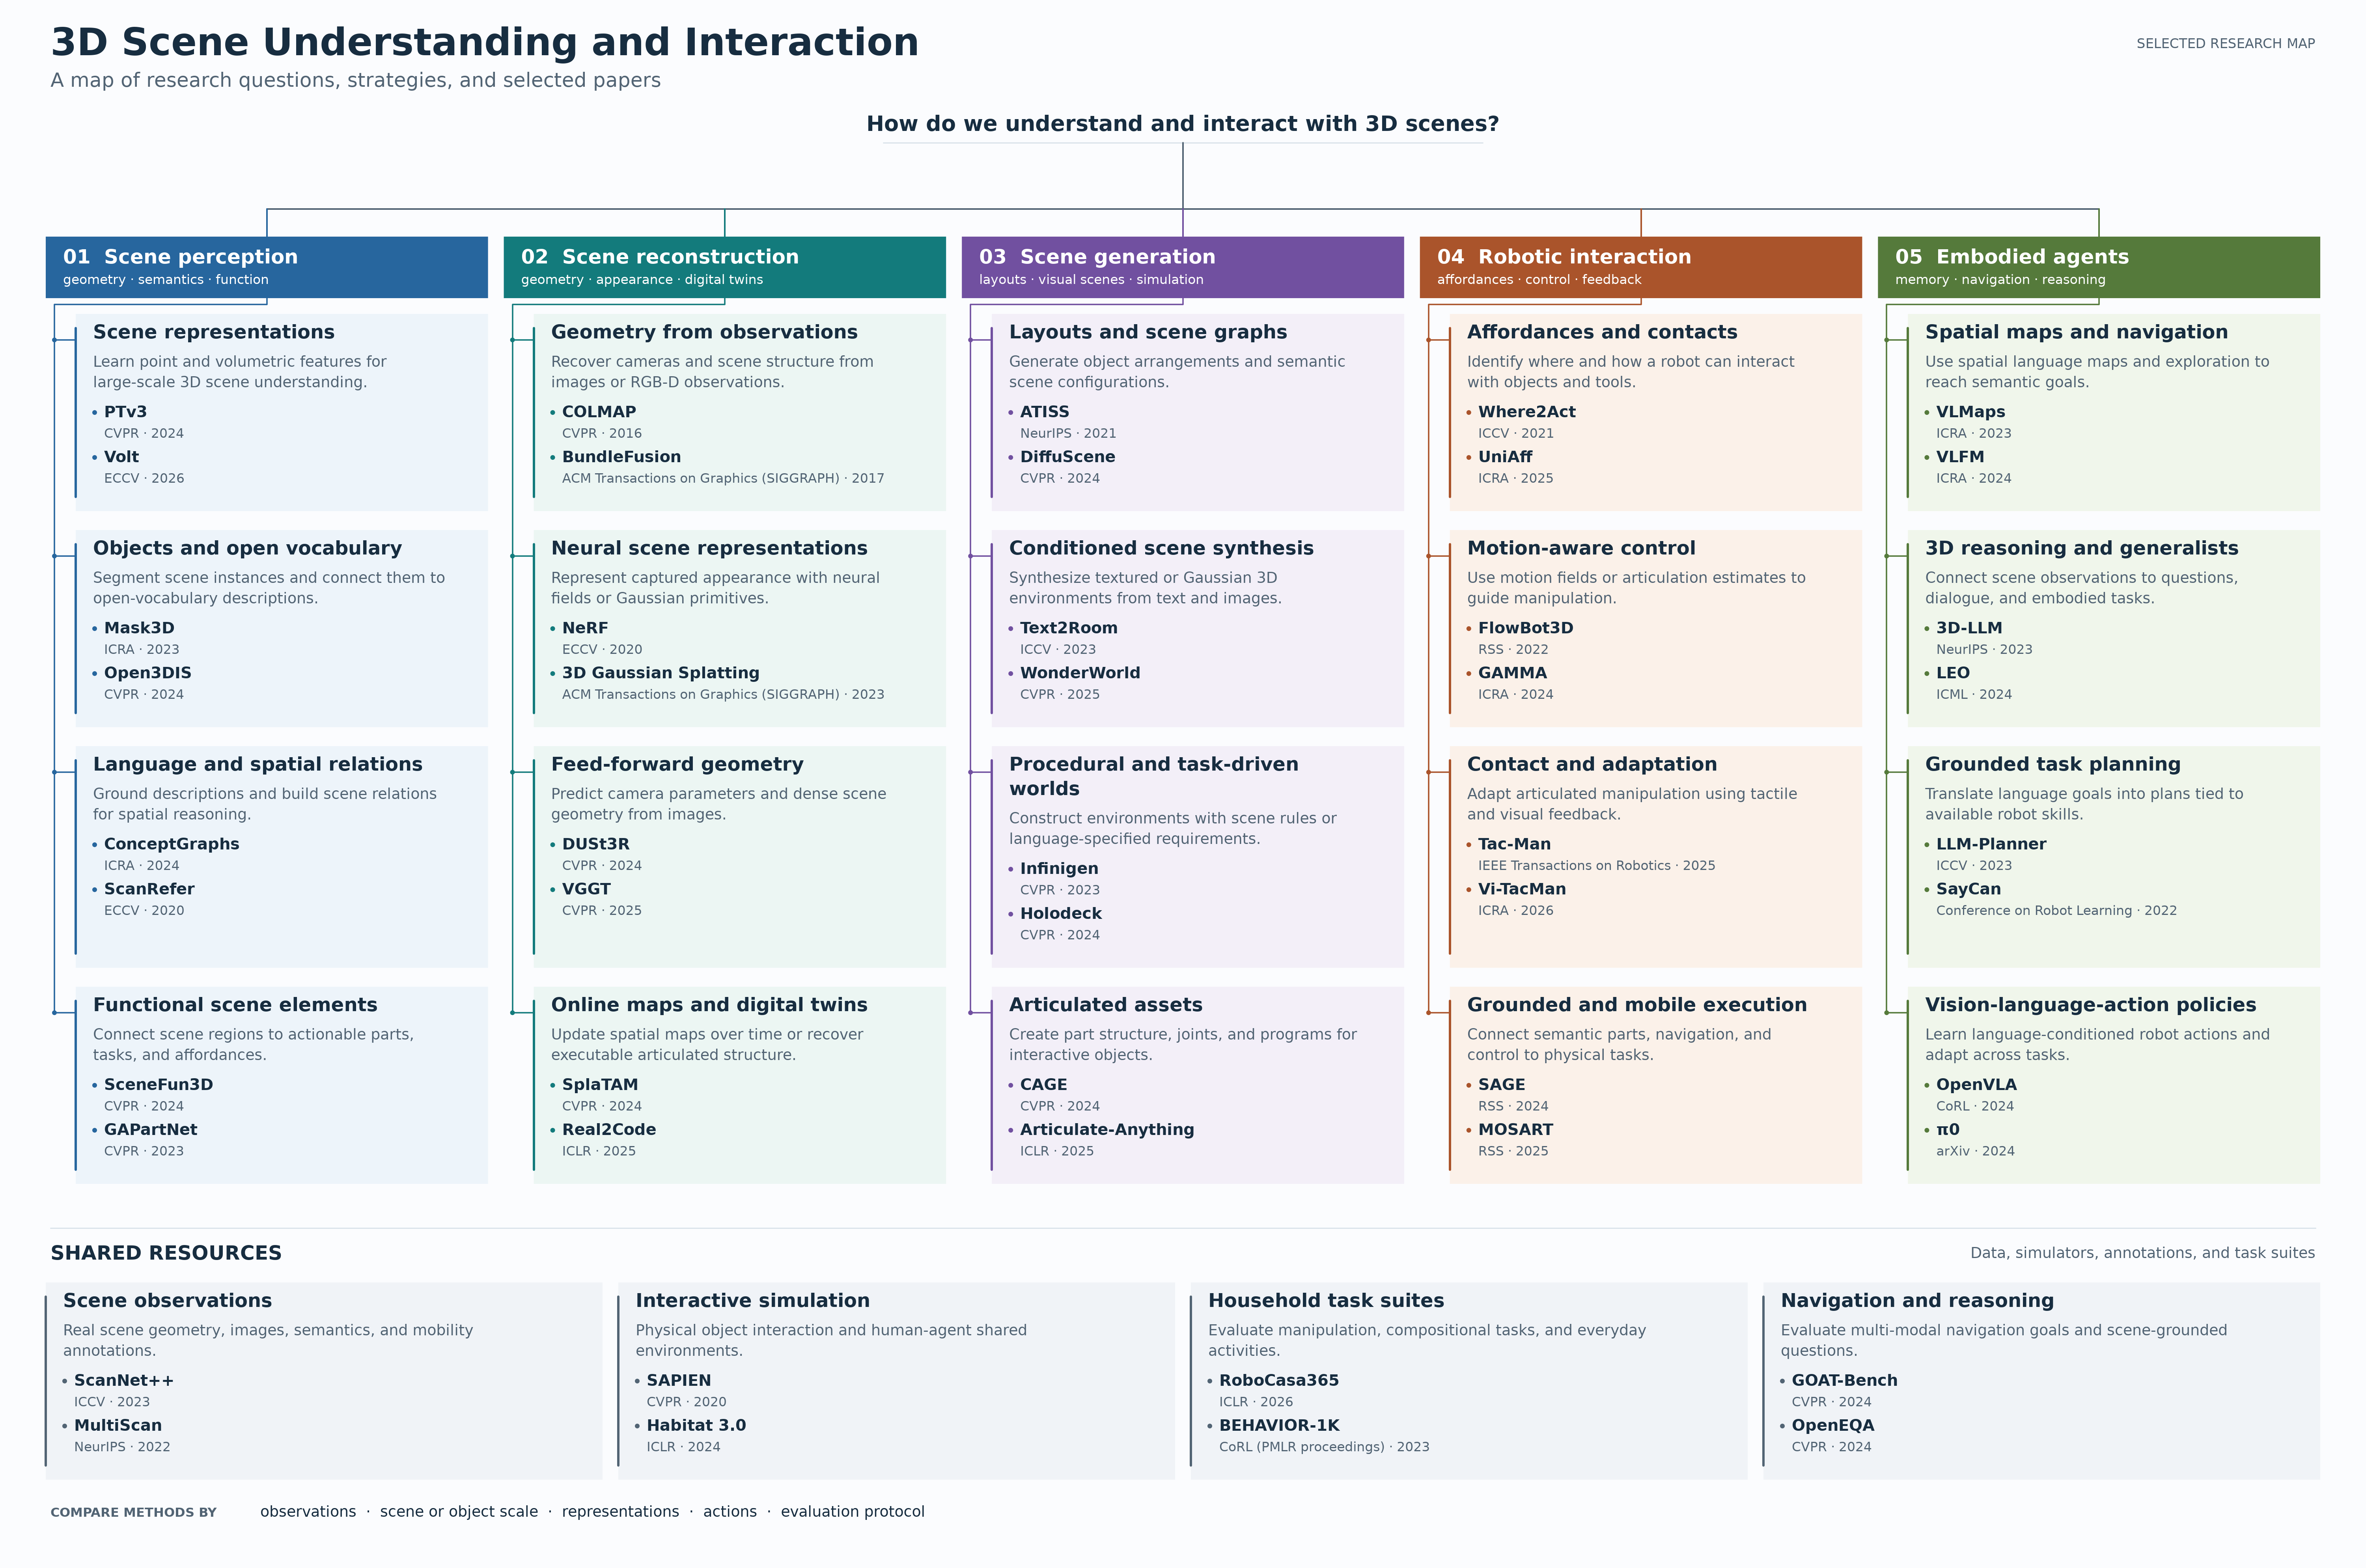 3D Scene Understanding and Interaction
A map of research questions, strategies, and selected papers
SELECTED RESEARCH MAP
How do we understand and interact with 3D scenes?
01 Scene perception
geometry · semantics · function
Scene representations
Learn point and volumetric features for
large-scale 3D scene understanding.
• PTv3
CVPR · 2024
• Volt
ECCV · 2026
Objects and open vocabulary
Segment scene instances and connect them to
open-vocabulary descriptions.
• Mask3D
ICRA · 2023
• Open3DIS
CVPR · 2024
Language and spatial relations
Ground descriptions and build scene relations
for spatial reasoning.
• ConceptGraphs
ICRA · 2024
• ScanRefer
ECCV · 2020
Functional scene elements
Connect scene regions to actionable parts,
tasks, and affordances.
• SceneFun3D
CVPR · 2024
• GAPartNet
CVPR · 2023
02 Scene reconstruction
geometry · appearance · digital twins
Geometry from observations
Recover cameras and scene structure from
images or RGB-D observations.
• COLMAP
CVPR · 2016
• BundleFusion
ACM Transactions on Graphics (SIGGRAPH) · 2017
Neural scene representations
Represent captured appearance with neural
fields or Gaussian primitives.
• NeRF
ECCV · 2020
• 3D Gaussian Splatting
ACM Transactions on Graphics (SIGGRAPH) · 2023
Feed-forward geometry
Predict camera parameters and dense scene
geometry from images.
• DUSt3R
CVPR · 2024
• VGGT
CVPR · 2025
Online maps and digital twins
Update spatial maps over time or recover
executable articulated structure.
• SplaTAM
CVPR · 2024
• Real2Code
ICLR · 2025
03 Scene generation
layouts · visual scenes · simulation
Layouts and scene graphs
Generate object arrangements and semantic
scene configurations.
• ATISS
NeurIPS · 2021
• DiffuScene
CVPR · 2024
Conditioned scene synthesis
Synthesize textured or Gaussian 3D
environments from text and images.
• Text2Room
ICCV · 2023
• WonderWorld
CVPR · 2025
Procedural and task-driven
worlds
Construct environments with scene rules or
language-specified requirements.
• Infinigen
CVPR · 2023
• Holodeck
CVPR · 2024
Articulated assets
Create part structure, joints, and programs for
interactive objects.
• CAGE
CVPR · 2024
• Articulate-Anything
ICLR · 2025
04 Robotic interaction
affordances · control · feedback
Affordances and contacts
Identify where and how a robot can interact
with objects and tools.
• Where2Act
ICCV · 2021
• UniAff
ICRA · 2025
Motion-aware control
Use motion fields or articulation estimates to
guide manipulation.
• FlowBot3D
RSS · 2022
• GAMMA
ICRA · 2024
Contact and adaptation
Adapt articulated manipulation using tactile
and visual feedback.
• Tac-Man
IEEE Transactions on Robotics · 2025
• Vi-TacMan
ICRA · 2026
Grounded and mobile execution
Connect semantic parts, navigation, and
control to physical tasks.
• SAGE
RSS · 2024
• MOSART
RSS · 2025
05 Embodied agents
memory · navigation · reasoning
Spatial maps and navigation
Use spatial language maps and exploration to
reach semantic goals.
• VLMaps
ICRA · 2023
• VLFM
ICRA · 2024
3D reasoning and generalists
Connect scene observations to questions,
dialogue, and embodied tasks.
• 3D-LLM
NeurIPS · 2023
• LEO
ICML · 2024
Grounded task planning
Translate language goals into plans tied to
available robot skills.
• LLM-Planner
ICCV · 2023
• SayCan
Conference on Robot Learning · 2022
Vision-language-action policies
Learn language-conditioned robot actions and
adapt across tasks.
• OpenVLA
CoRL · 2024
• π0
arXiv · 2024
SHARED RESOURCES
Data, simulators, annotations, and task suites
Scene observations
Real scene geometry, images, semantics, and mobility
annotations.
• ScanNet++
ICCV · 2023
• MultiScan
NeurIPS · 2022
Interactive simulation
Physical object interaction and human-agent shared
environments.
• SAPIEN
CVPR · 2020
• Habitat 3.0
ICLR · 2024
Household task suites
Evaluate manipulation, compositional tasks, and everyday
activities.
• RoboCasa365
ICLR · 2026
• BEHAVIOR-1K
CoRL (PMLR proceedings) · 2023
Navigation and reasoning
Evaluate multi-modal navigation goals and scene-grounded
questions.
• GOAT-Bench
CVPR · 2024
• OpenEQA
CVPR · 2024
COMPARE METHODS BY observations · scene or object scale · representations · actions · evaluation protocol